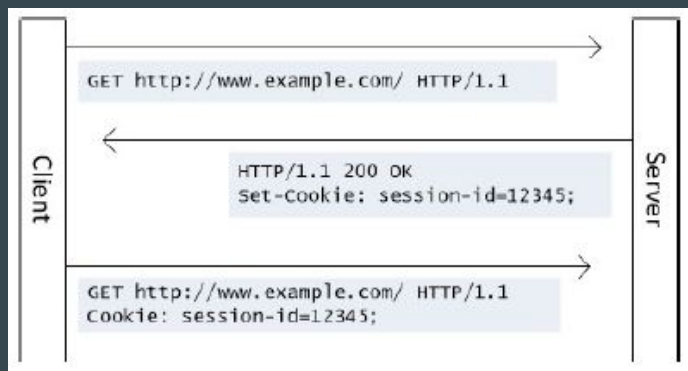 Client
GET http://www.example.com/ HTTP/1.1
HTTP/1.1 200 OK
Set-Cookie: session-id=12345;
GET http://www.example.com/ HTTP/1.1
Cookie: session-id=12345;
Server